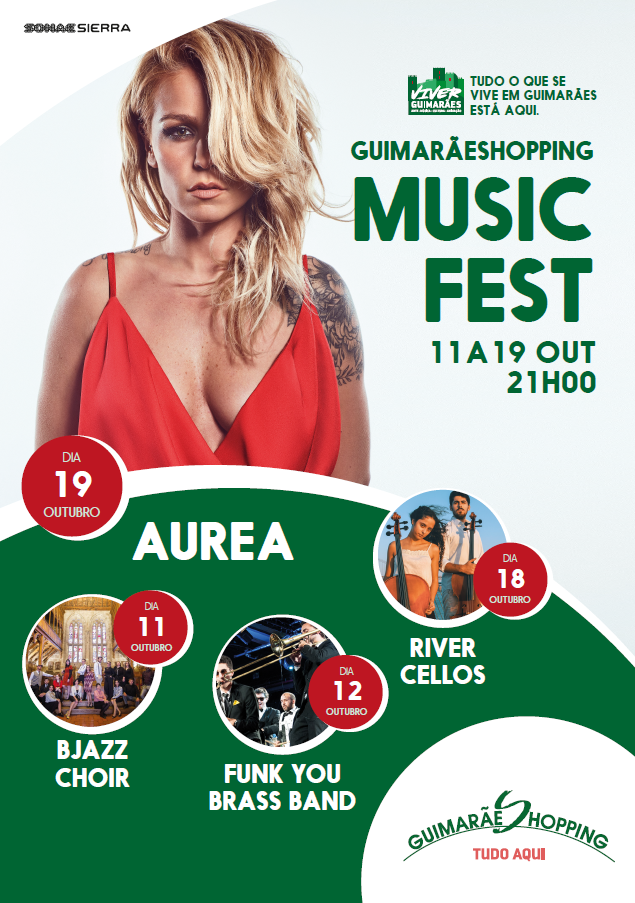 SONAE SIERRA
TUDO O QUE SE
VIVE EM GUIMARÃES
ESTÁ AQUI.
VIVER
GUIMARÃES
GUIMARÃESHOPPING
MUSIC
FEST
11 A 19 OUT
21H00
DIA
19
OUTUBRO
AUREA
DIA
18
OUTUBRO
RIVER
CELLOS
DIA
11
OUTUBRO
BJAZZ
CHOIR
DIA
12
OUTUBRO
FUNK YOU
BRASS BAND
GUIMARÃESHOPPING
TUDO AQUI